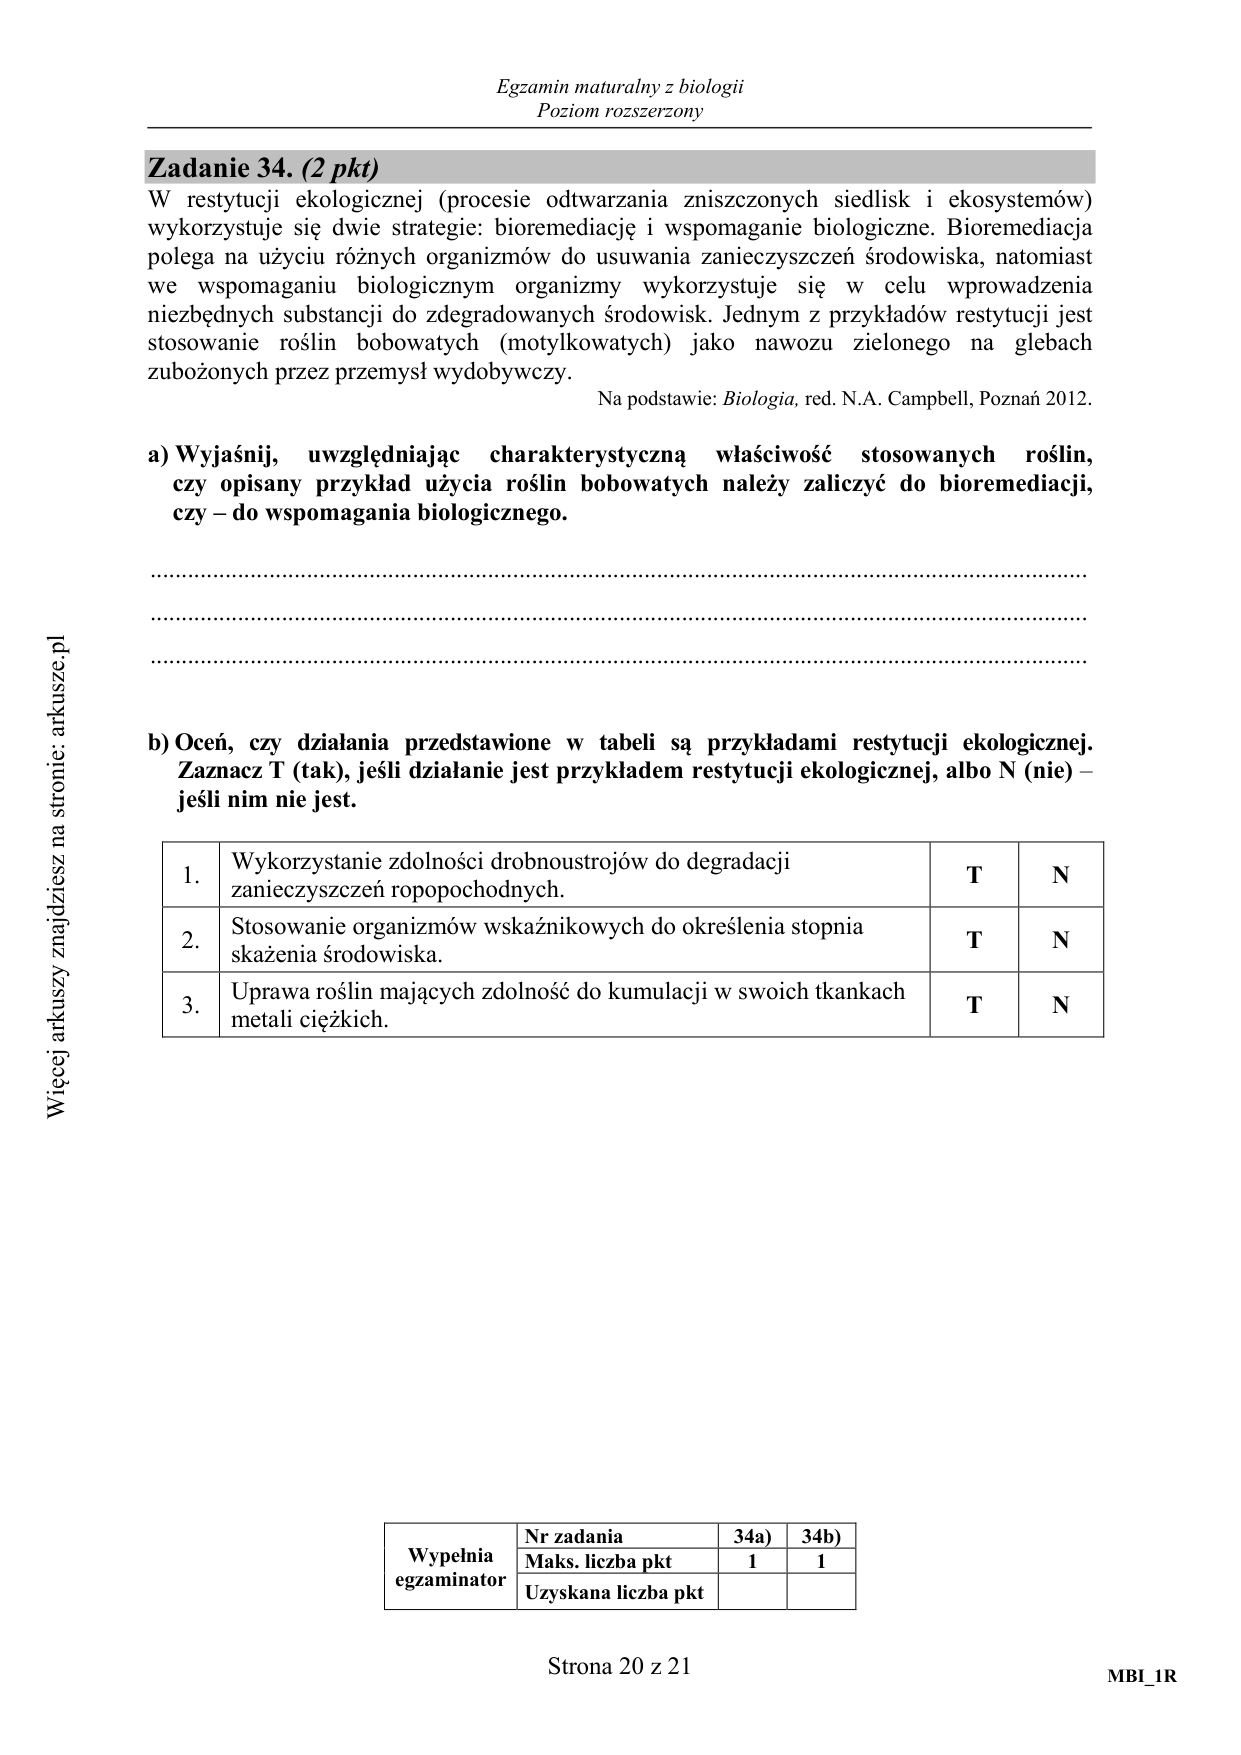 Egzamin maturalny z biologii
Poziom rozszerzony
Zadanie 34. (2 pkt)
W restytucji ekologicznej (procesie odtwarzania zniszczonych siedlisk i ekosystemów)
wykorzystuje się dwie strategie: bioremediację i wspomaganie biologiczne. Bioremediacja
polega na użyciu różnych organizmów do usuwania zanieczyszczeń środowiska, natomiast
we wspomaganiu biologicznym organizmy wykorzystuje się w celu wprowadzenia
niezbędnych substancji do zdegradowanych środowisk. Jednym z przykładów restytucji jest
stosowanie roślin bobowatych (motylkowatych) jako nawozu zielonego na glebach
zubożonych przez przemysł wydobywczy.
Na podstawie: Biologia, red. N.A. Campbell, Poznań 2012.
a) Wyjaśnij, uwzględniając charakterystyczną właściwość stosowanych roślin,
czy opisany przykład użycia roślin bobowatych należy zaliczyć do bioremediacji,
czy – do wspomagania biologicznego.
b) Oceń, czy działania przedstawione w tabeli są przykładami restytucji ekologicznej.
Zaznacz T (tak), jeśli działanie jest przykładem restytucji ekologicznej, albo N (nie) –
jeśli nim nie jest.
1. Wykorzystanie zdolności drobnoustrojów do degradacji
zanieczyszczeń ropopochodnych. T N
2. Stosowanie organizmów wskaźnikowych do określenia stopnia
skażenia środowiska. T N
3. Uprawa roślin mających zdolność do kumulacji w swoich tkankach
metali ciężkich. T N
Więcej arkuszy znajdziesz na stronie: arkusze.pl
Wypełnia
egzaminator
Nr zadania 34a) 34b)
Maks. liczba pkt 1 1
Uzyskana liczba pkt
Strona 20 z 21
MBI_1R